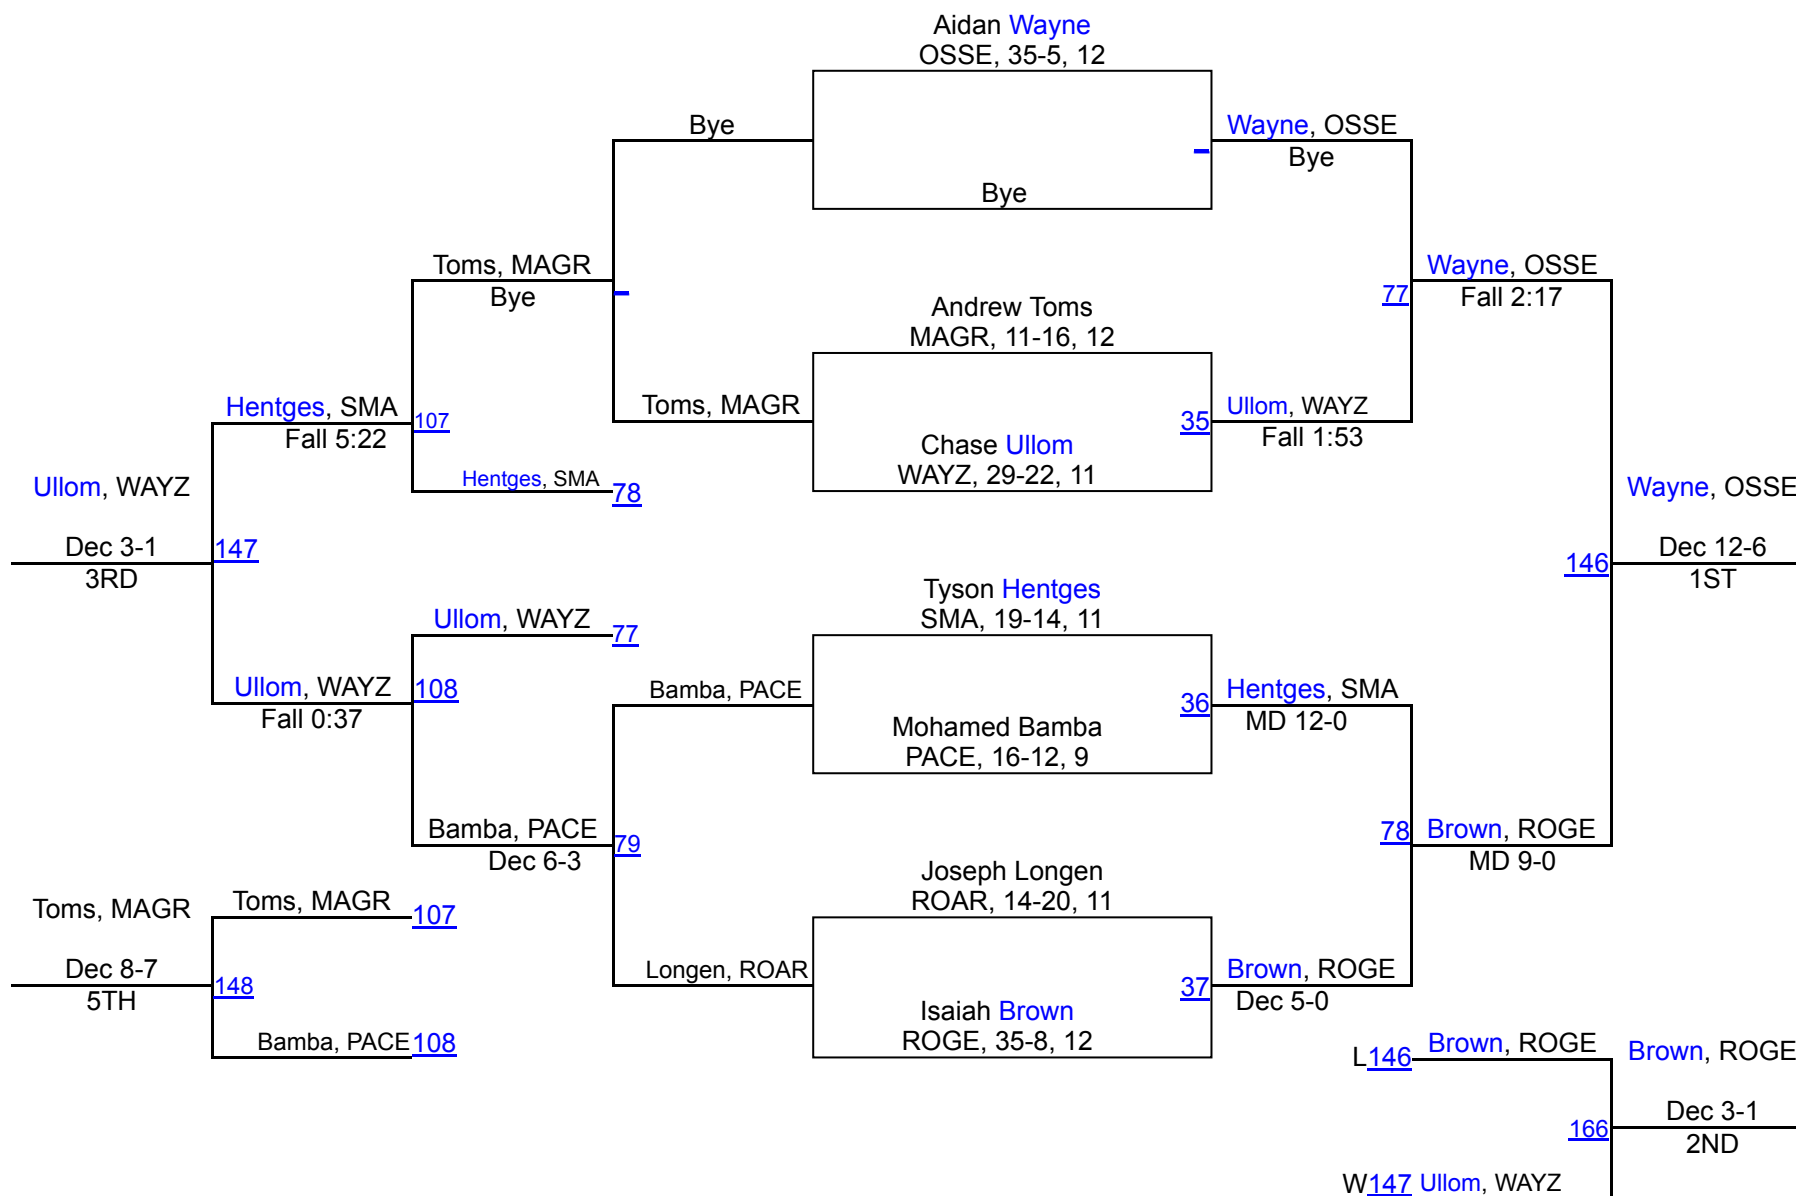 Aidan Wayne
OSSE, 35-5, 12
Bye
Wayne, OSSE
Bye
Bye
Toms, MAGR
Bye
Wayne, OSSE
77
Fall 2:17
Andrew Toms
MAGR, 11-16, 12
Hentges, SMA
107
Fall 5:22
Toms, MAGR
35
Ullom, WAYZ
Fall 1:53
Chase Ullom
WAYZ, 29-22, 11
Hentges, SMA
78
Ullom, WAYZ
Dec 3-1
147
3RD
Wayne, OSSE
Dec 12-6
146
1ST
Tyson Hentges
SMA, 19-14, 11
Ullom, WAYZ
77
Ullom, WAYZ
108
Fall 0:37
Bamba, PACE
36
Hentges, SMA
MD 12-0
Mohamed Bamba
PACE, 16-12, 9
Bamba, PACE
79
Dec 6-3
78
Brown, ROGE
MD 9-0
Joseph Longen
ROAR, 14-20, 11
Toms, MAGR
Toms, MAGR
107
Dec 8-7
148
5TH
Longen, ROAR
37
Brown, ROGE
Dec 5-0
Isaiah Brown
ROGE, 35-8, 12
Bamba, PACE
108
L146
Brown, ROGE
Brown, ROGE
Dec 3-1
166
2ND
W147
Ullom, WAYZ